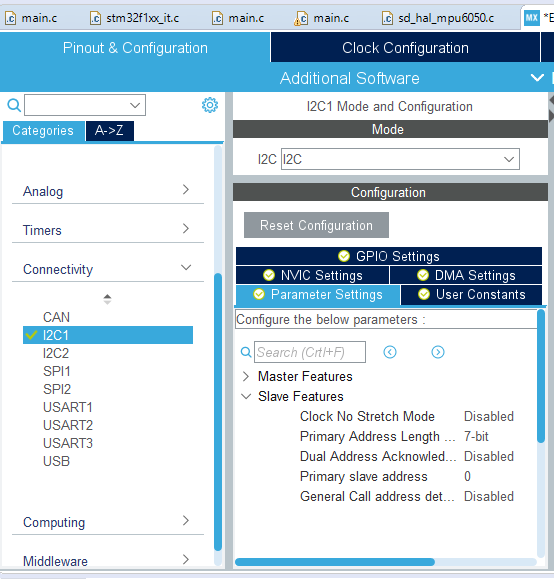 main.c
stm32f1xx_it.c
main.c
main.c
sd_hal_mpu6050.c
MX *E
Pinout & Configuration
Clock Configuration
Additional Software
Categories
A->Z
Analog
Timers
Connectivity
CAN
I2C1
I2C2
SPI1
SPI2
USART1
USART2
USART3
USB
Computing
Middleware
I2C1 Mode and Configuration
Mode
I2C I2C
Configuration
Reset Configuration
GPIO Settings
NVIC Settings
DMA Settings
Parameter Settings
User Constants
Configure the below parameters :
Search (Crtl+F)
Master Features
Slave Features
Clock No Stretch Mode Disabled
Primary Address Length ... 7-bit
Dual Address Acknowled... Disabled
Primary slave address 0
General Call address det... Disabled